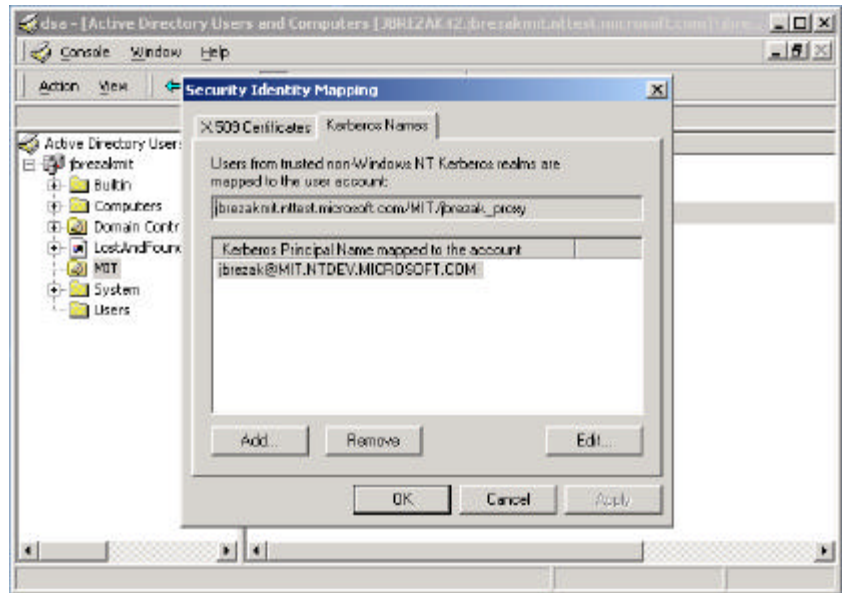 dsa - [Active Directory Users and Computers [JBREZAK42.jbrezakmit.nttest.microsoft.com]
Console Window Help
Action View
Security Identity Mapping
X.509 Certificates Kerberos Names
Active Directory User
jbrezakmit
Users from trusted non-Windows NT Kerberos realms are
Builtin
mapped to the user account:
Computers
jbrezakmit.nttest.microsoft.com/MIT/jbrezak_proxy
Domain Contr
LostAndFoun
Kerberos Principal Name mapped to the account
MIT
jbrezak@MIT.NTDEV.MICROSOFT.COM
System
Users
Add... Remove Edit...
OK Cancel Apply